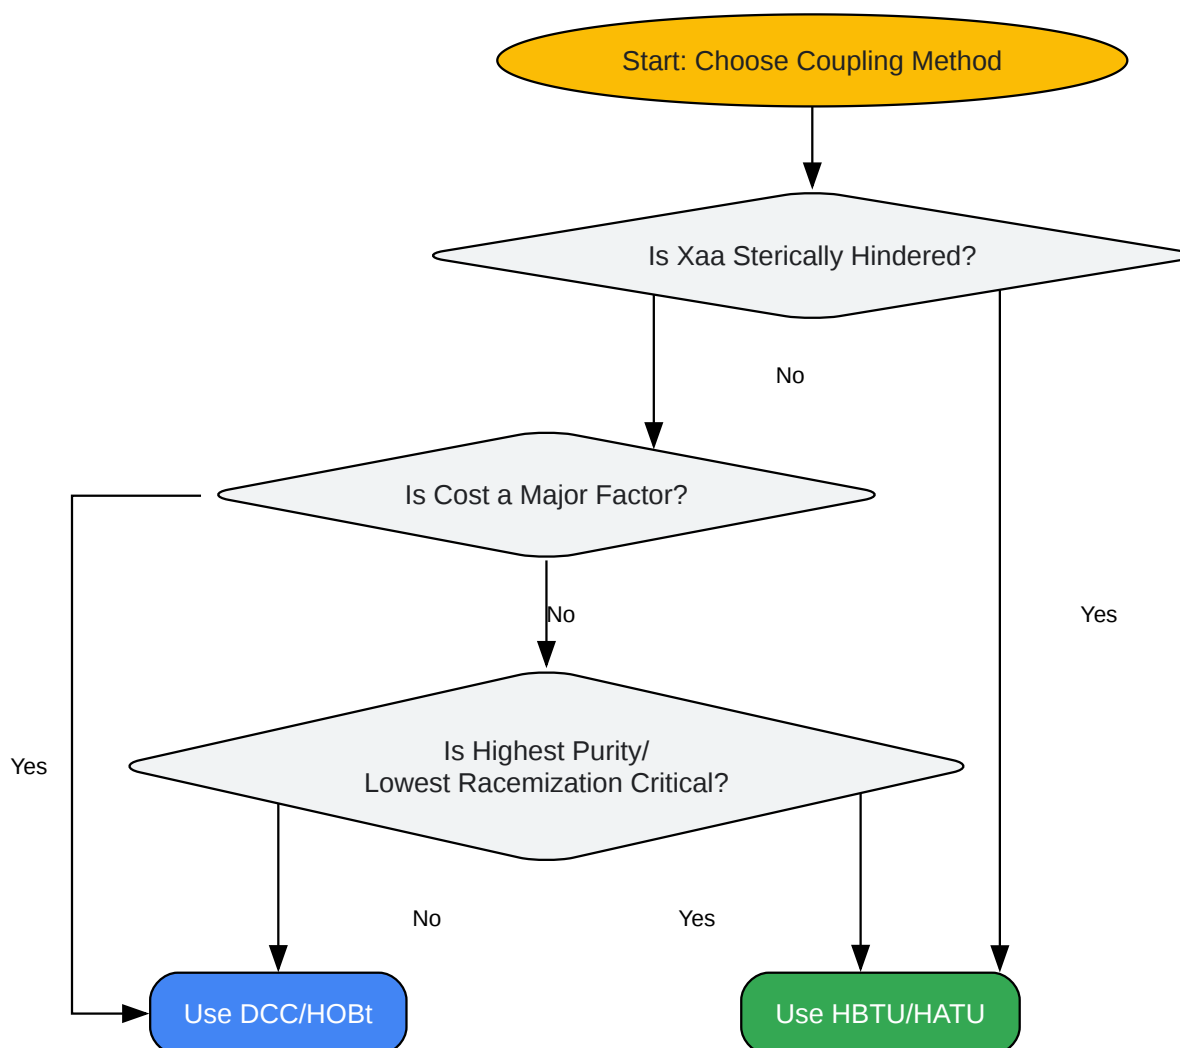 Start: Choose Coupling Method
Is Xaa Sterically Hindered?
No
Is Cost a Major Factor?
No
Yes
Is Highest Purity/
Lowest Racemization Critical?
Yes
No
Yes
Use DCC/HOBt
Use HBTU/HATU